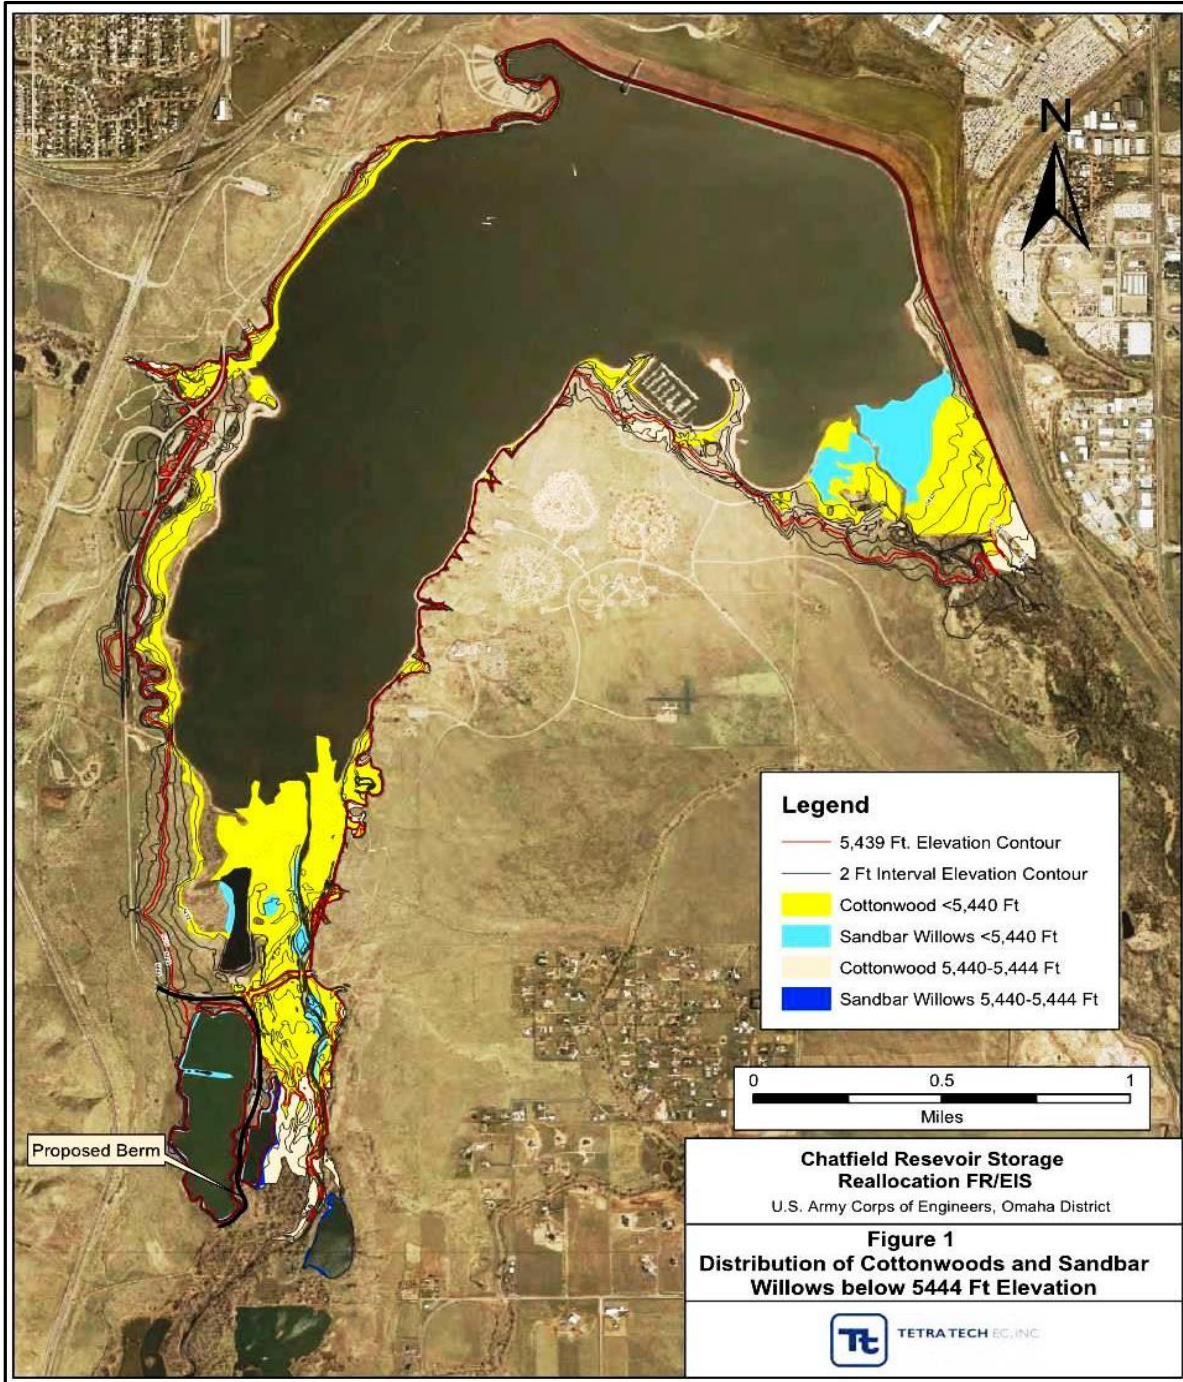 N
Legend
5,439 Ft. Elevation Contour
2 Ft Interval Elevation Contour
Cottonwood <5,440 Ft
Sandbar Willows <5,440 Ft
Cottonwood 5,440-5,444 Ft
Sandbar Willows 5,440-5,444 Ft
0 0.5 1
Miles
Proposed Berm
Chatfield Resevoir Storage
Reallocation FR/EIS
U.S. Army Corps of Engineers, Omaha District
Figure 1
Distribution of Cottonwoods and Sandbar
Willows below 5444 Ft Elevation
Tt TETRA TECH EC, INC